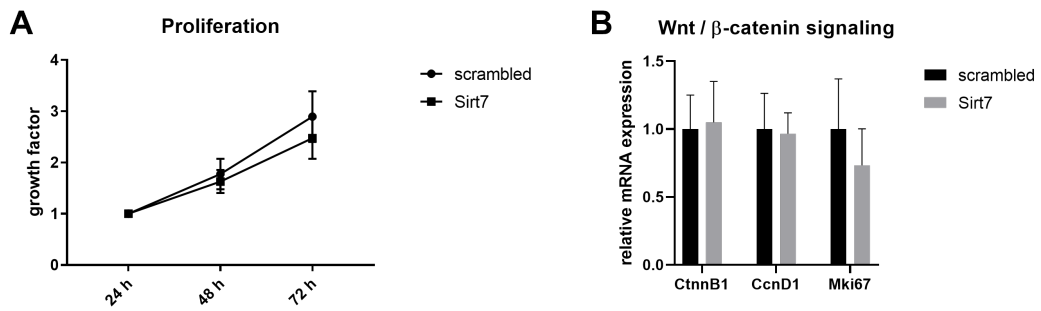 A
Proliferation
growth factor
4
3
2
1
0
24 h
48 h
72 h
scrambled
Sirt7
B
Wnt / β-catenin signaling
relative mRNA expression
1.5
1.0
0.5
0.0
CtnnB1
CcnD1
Mki67
scrambled
Sirt7